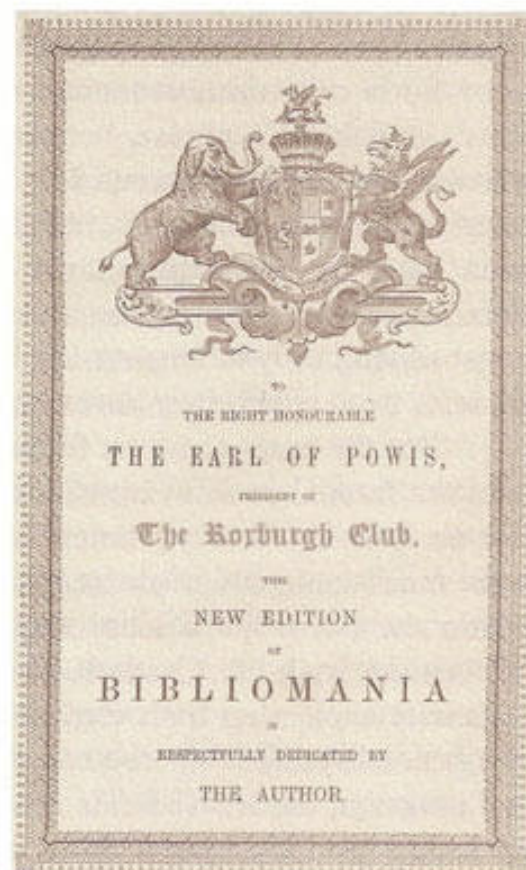 TO
THE RIGHT HONOURABLE
THE EARL OF POWIS,
PRESIDENT OF
The Roxburgh Club,
THIS
NEW EDITION
OF
BIBLIOMANIA
IS
RESPECTFULLY DEDICATED BY
THE AUTHOR